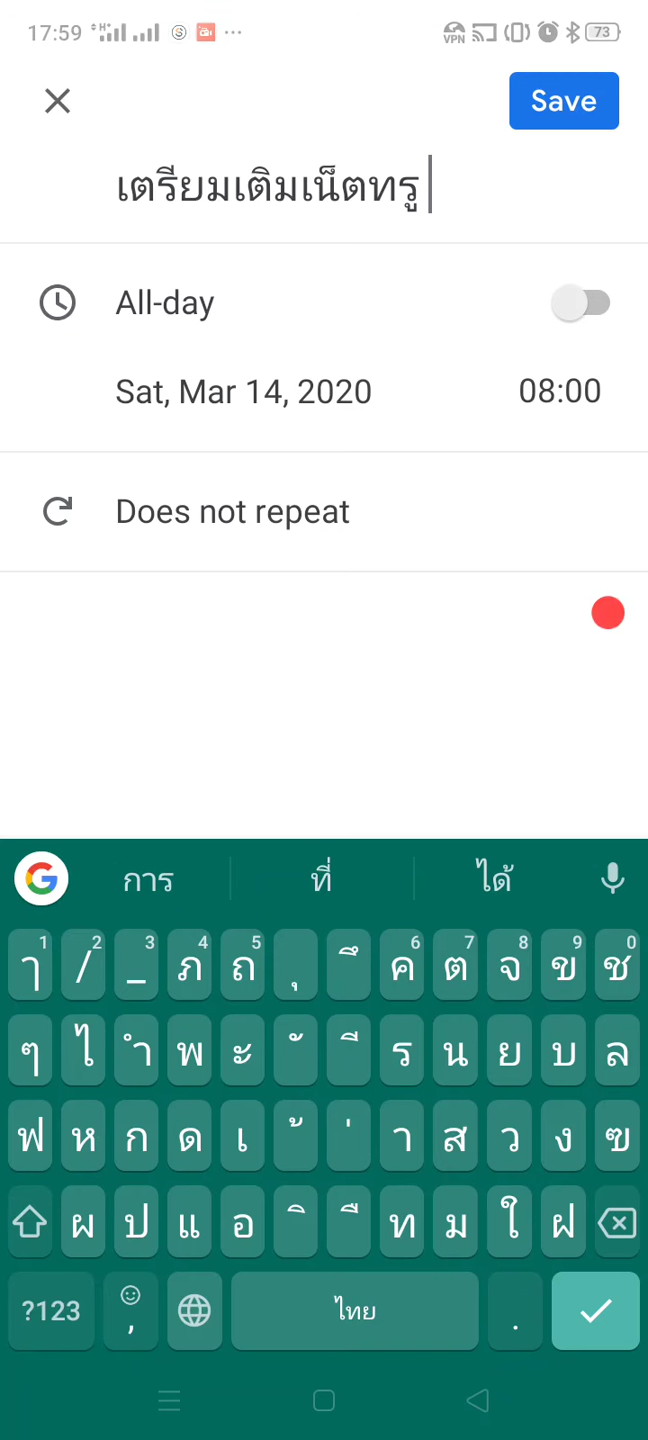 17:59
VPN
73
Save
เตรียมเติมเน็ตทรู
All-day
Sat, Mar 14, 2020 08:00
Does not repeat
การ ที่ ได้
ๅ 1 / 2 _ 3 ภ 4 ถ 5 ุ ึ ค 6 ต 7 จ 8 ข 9 ช 0
ๆ ไ ำ พ ะ ั ี ร น ย บ ล
ฟ ห ก ด เ ้ ่ า ส ว ง ฃ
ผ ป แ อ ิ ื ท ม ใ ฝ
?123 , ไทย .